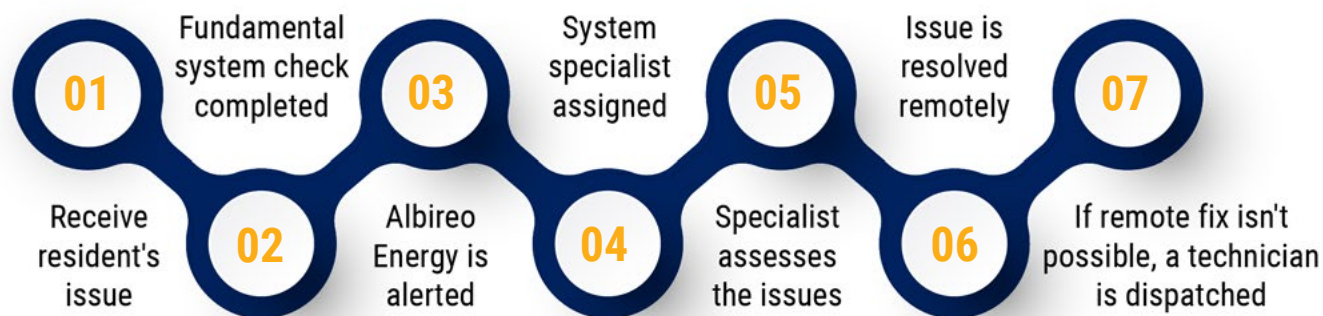 01
Receive
resident's
issue
Fundamental
system check
completed
02
03
Albireo
Energy is
alerted
System
specialist
assigned
04
05
Specialist
assesses
the issues
Issue is
resolved
remotely
06
07
If remote fix isn't
possible, a technician
is dispatched